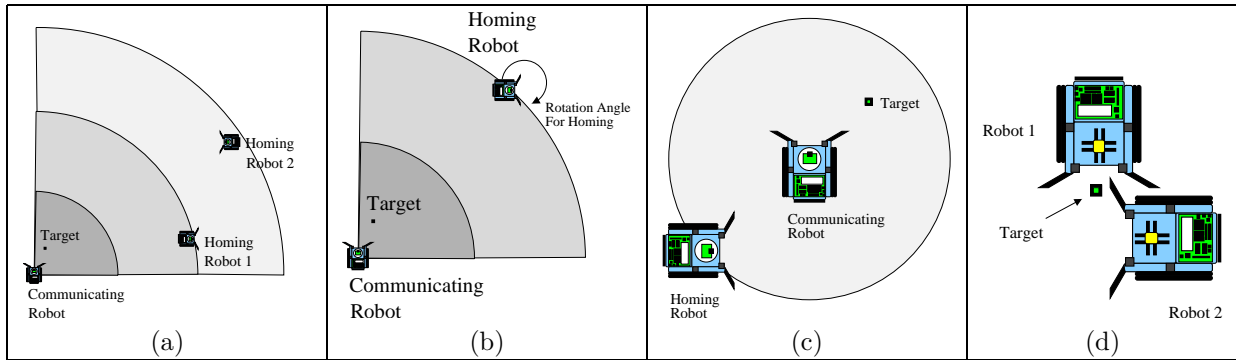 Target
Homing
Robot 2
Homing
Robot 1
Communicating
Robot
(a)
Homing
Robot
Rotation Angle
For Homing
Target
Communicating
Robot
(b)
Target
Communicating
Robot
Homing
Robot
(c)
Robot 1
Target
Robot 2
(d)